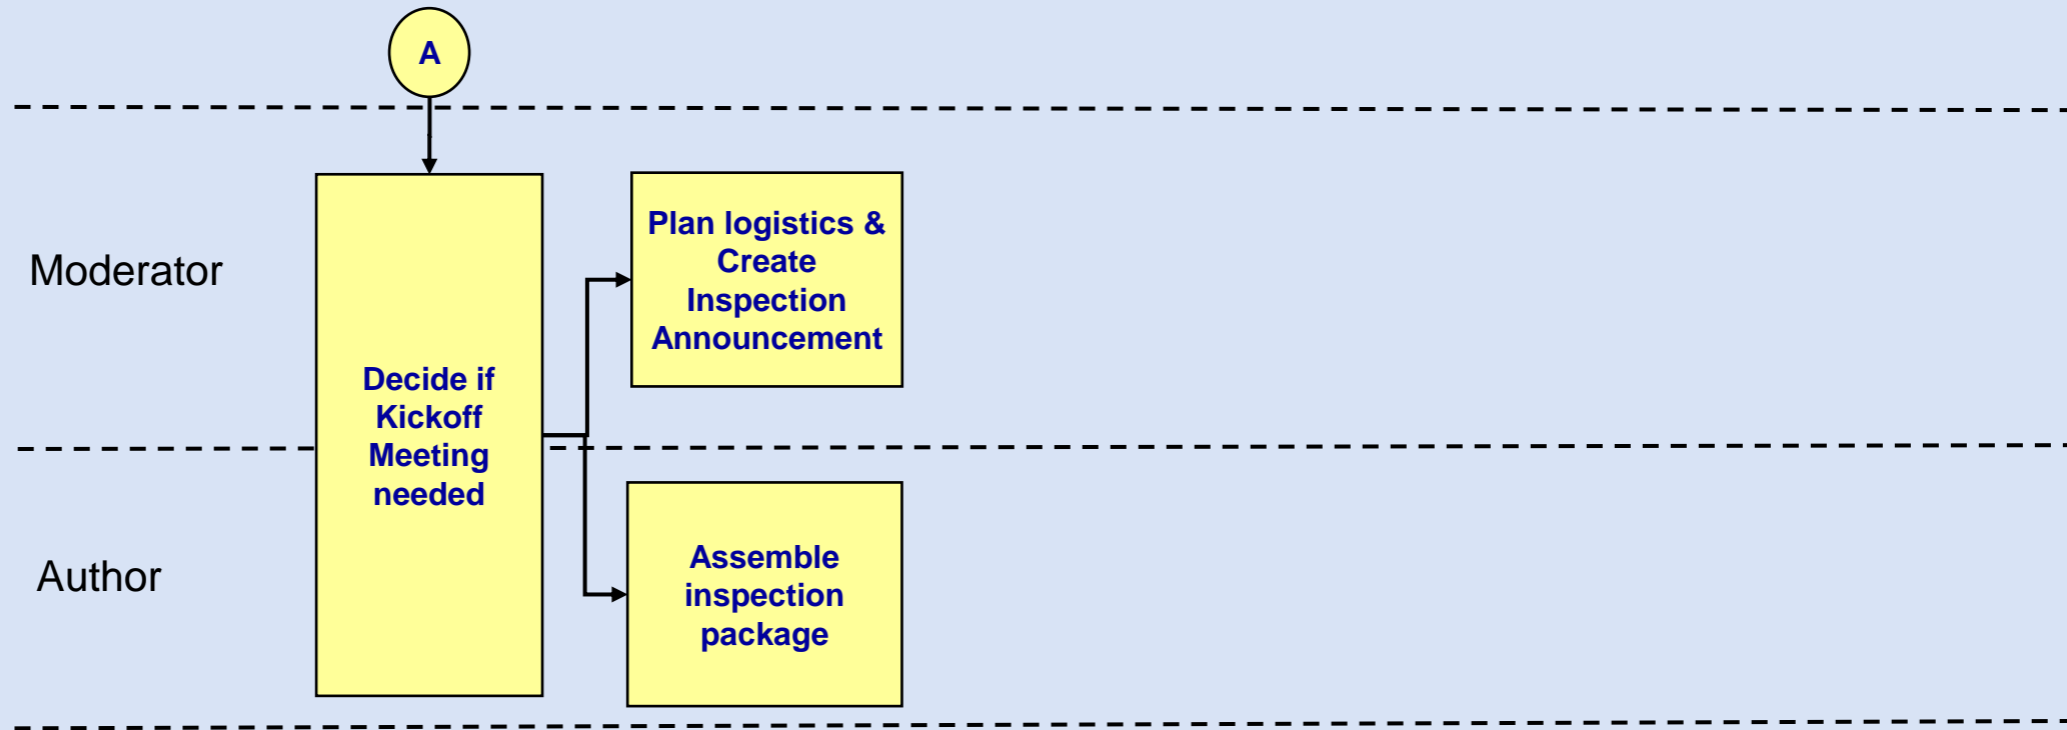 A
Moderator
Plan logistics &
Create
Inspection
Announcement
Decide if
Kickoff
Meeting
needed
Author
Assemble
inspection
package